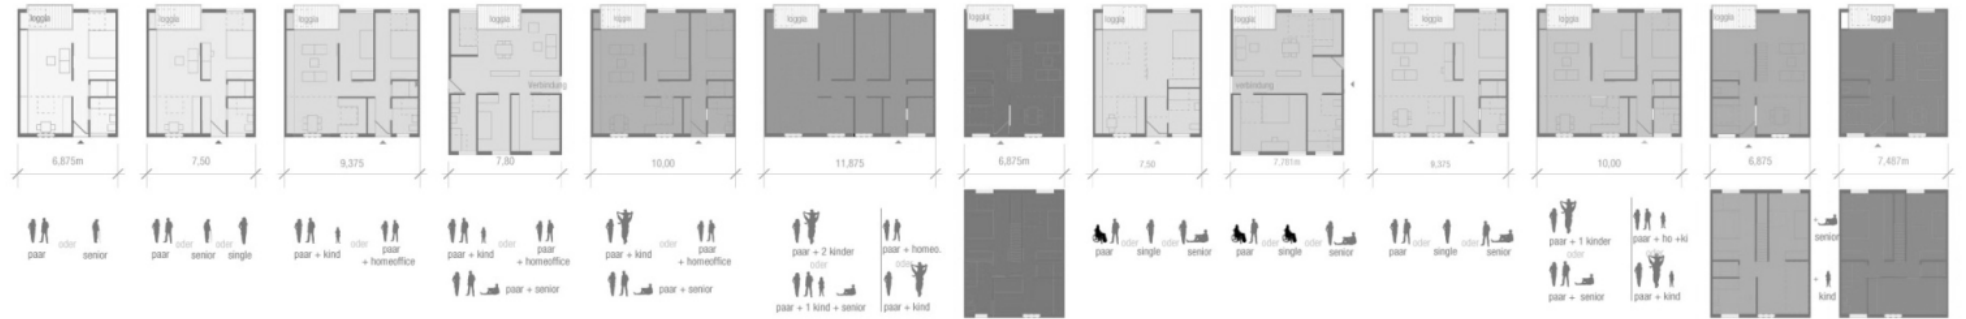 loggia loggia loggia loggia loggia loggia loggia loggia loggia loggia loggia loggia loggia
Verbindung verbindung
6,875m 7,50 9,375 7,80 10,00 11,875 6,875m 7,50 7,781m 9,375 10,00 6,875 7,487m
oder
paar senior
oder oder
paar senior single
oder
paar + kind paar
+ homeoffice
oder
paar + kind paar
+ homeoffice
paar + senior
oder
paar + kind paar
+ homeoffice
paar + senior
paar + 2 kinder
oder
paar + 1 kind + senior
paar + homeo.
oder
paar + kind
oder oder
paar single senior
oder oder
paar single senior
oder oder
paar single senior
paar + 1 kinder
oder
paar + senior
paar + ho +ki
paar + kind
+
senior
+
kind